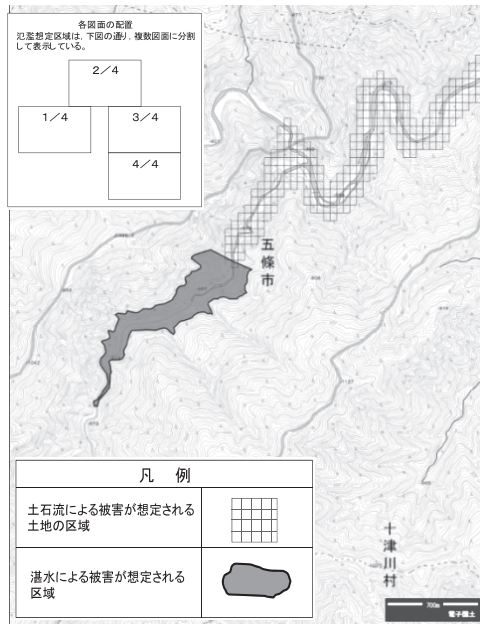 各図面の配置
氾濫想定区域は、下図の通り、複数図面に分割
して表示している。
2/4
1/4
3/4
4/4
五條市
凡 例
土石流による被害が想定される
土地の区域
湛水による被害が想定される
区域
十津川村
700m
電子国土